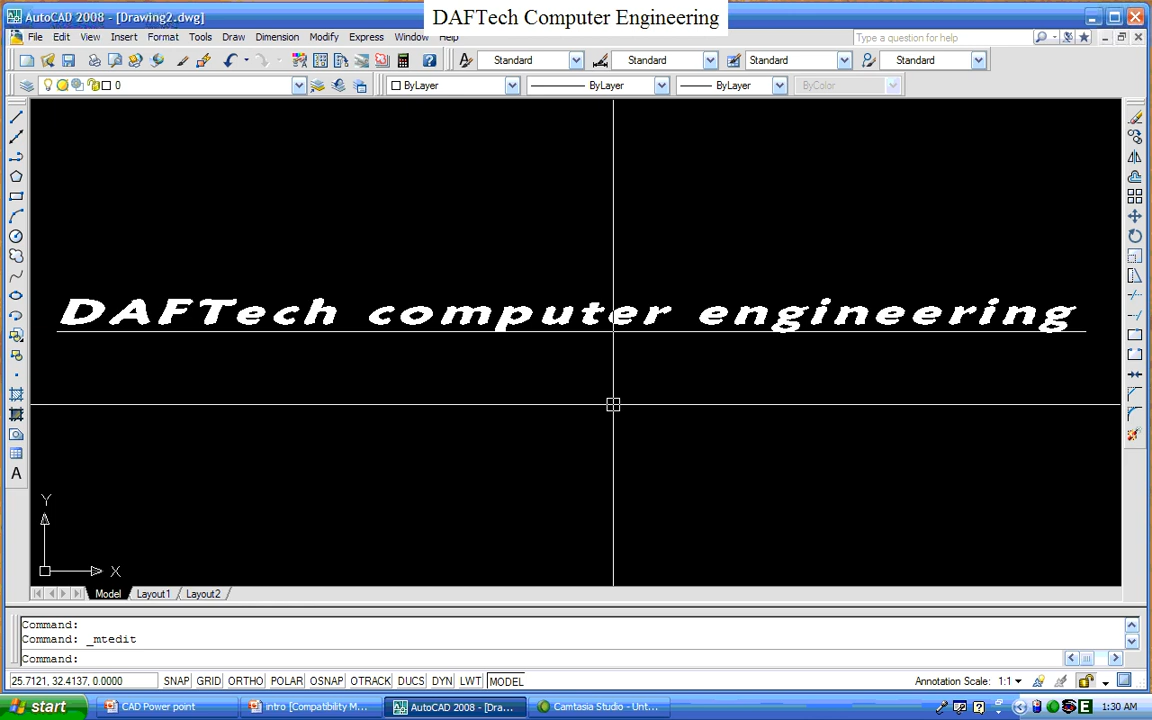 AutoCAD 2008 - [Drawing2.dwg]
DAFTech Computer Engineering
File Edit View Insert Format Tools Draw Dimension Modify Express Window Help
Type a question for help
Standard Standard Standard Standard
0 ByLayer ByLayer ByLayer ByColor
DAFTech computer engineering
A
Y
X
Model Layout1 Layout2
Command:
Command: _mtedit
Command:
25.7121, 32.4137, 0.0000 SNAP GRID ORTHO POLAR OSNAP OTRACK DUCS DYN LWT MODEL Annotation Scale: 1:1
start CAD Power point intro [Compatibility M... AutoCAD 2008 - [Dra... Camtasia Studio - Unt... E 1:30 AM